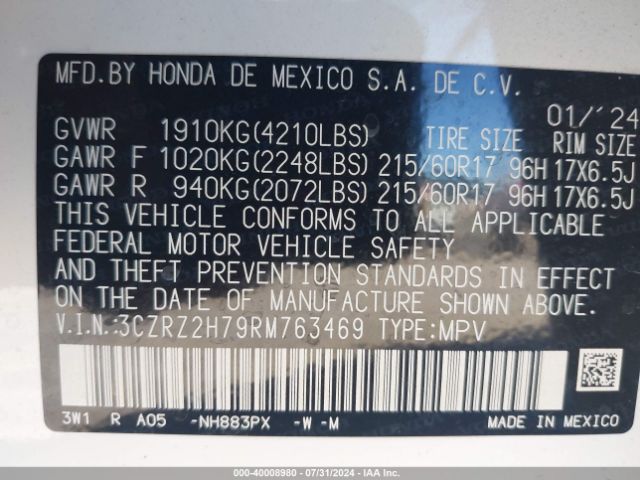 MFD.BY HONDA DE MEXICO S.A. DE C.V.
01/'24
GVWR 1910KG(4210LBS) TIRE SIZE RIM SIZE
GAWR F 1020KG(2248LBS) 215/60R17 96H 17X6.5J
GAWR R 940KG(2072LBS) 215/60R17 96H 17X6.5J
THIS VEHICLE CONFORMS TO ALL APPLICABLE
FEDERAL MOTOR VEHICLE SAFETY
AND THEFT PREVENTION STANDARDS IN EFFECT
ON THE DATE OF MANUFACTURE SHOWN ABOVE.
V.I.N.:3CZRZ2H79RM763469 TYPE:MPV
3W1 R A05 -NH883PX -W-M MADE IN MEXICO
000-40008980 | 07/31/2024 | IAA Inc.